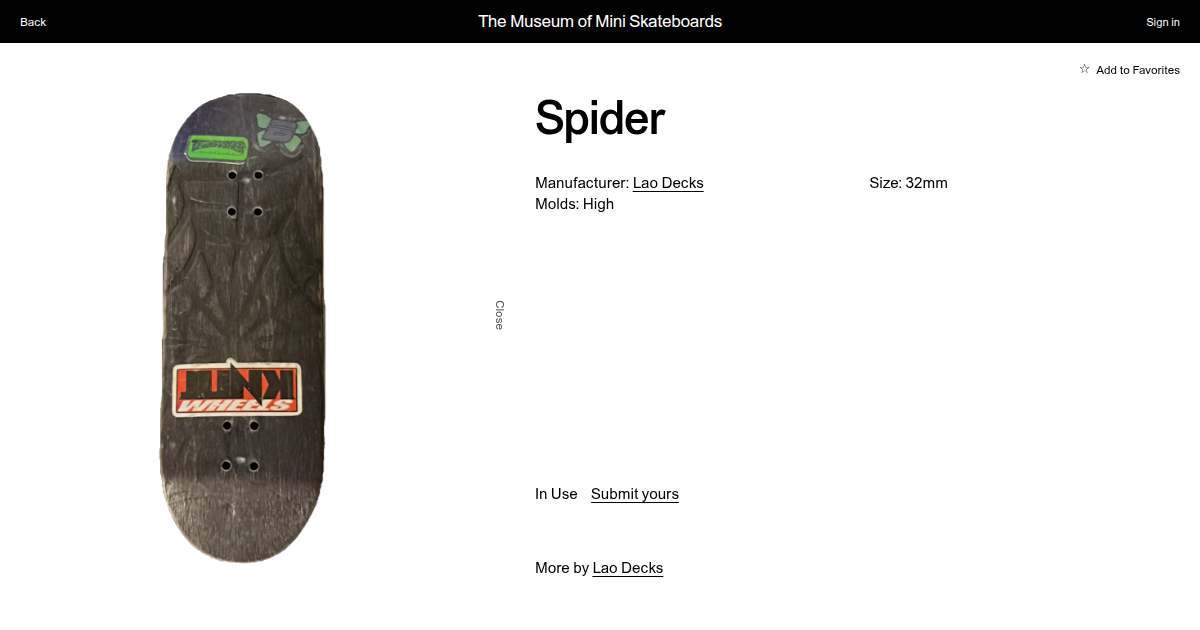 Back
The Museum of Mini Skateboards
Sign in
☆ Add to Favorites
Spider
Manufacturer: Lao Decks
Size: 32mm
Molds: High
Close
WHEELS
In Use Submit yours
More by Lao Decks